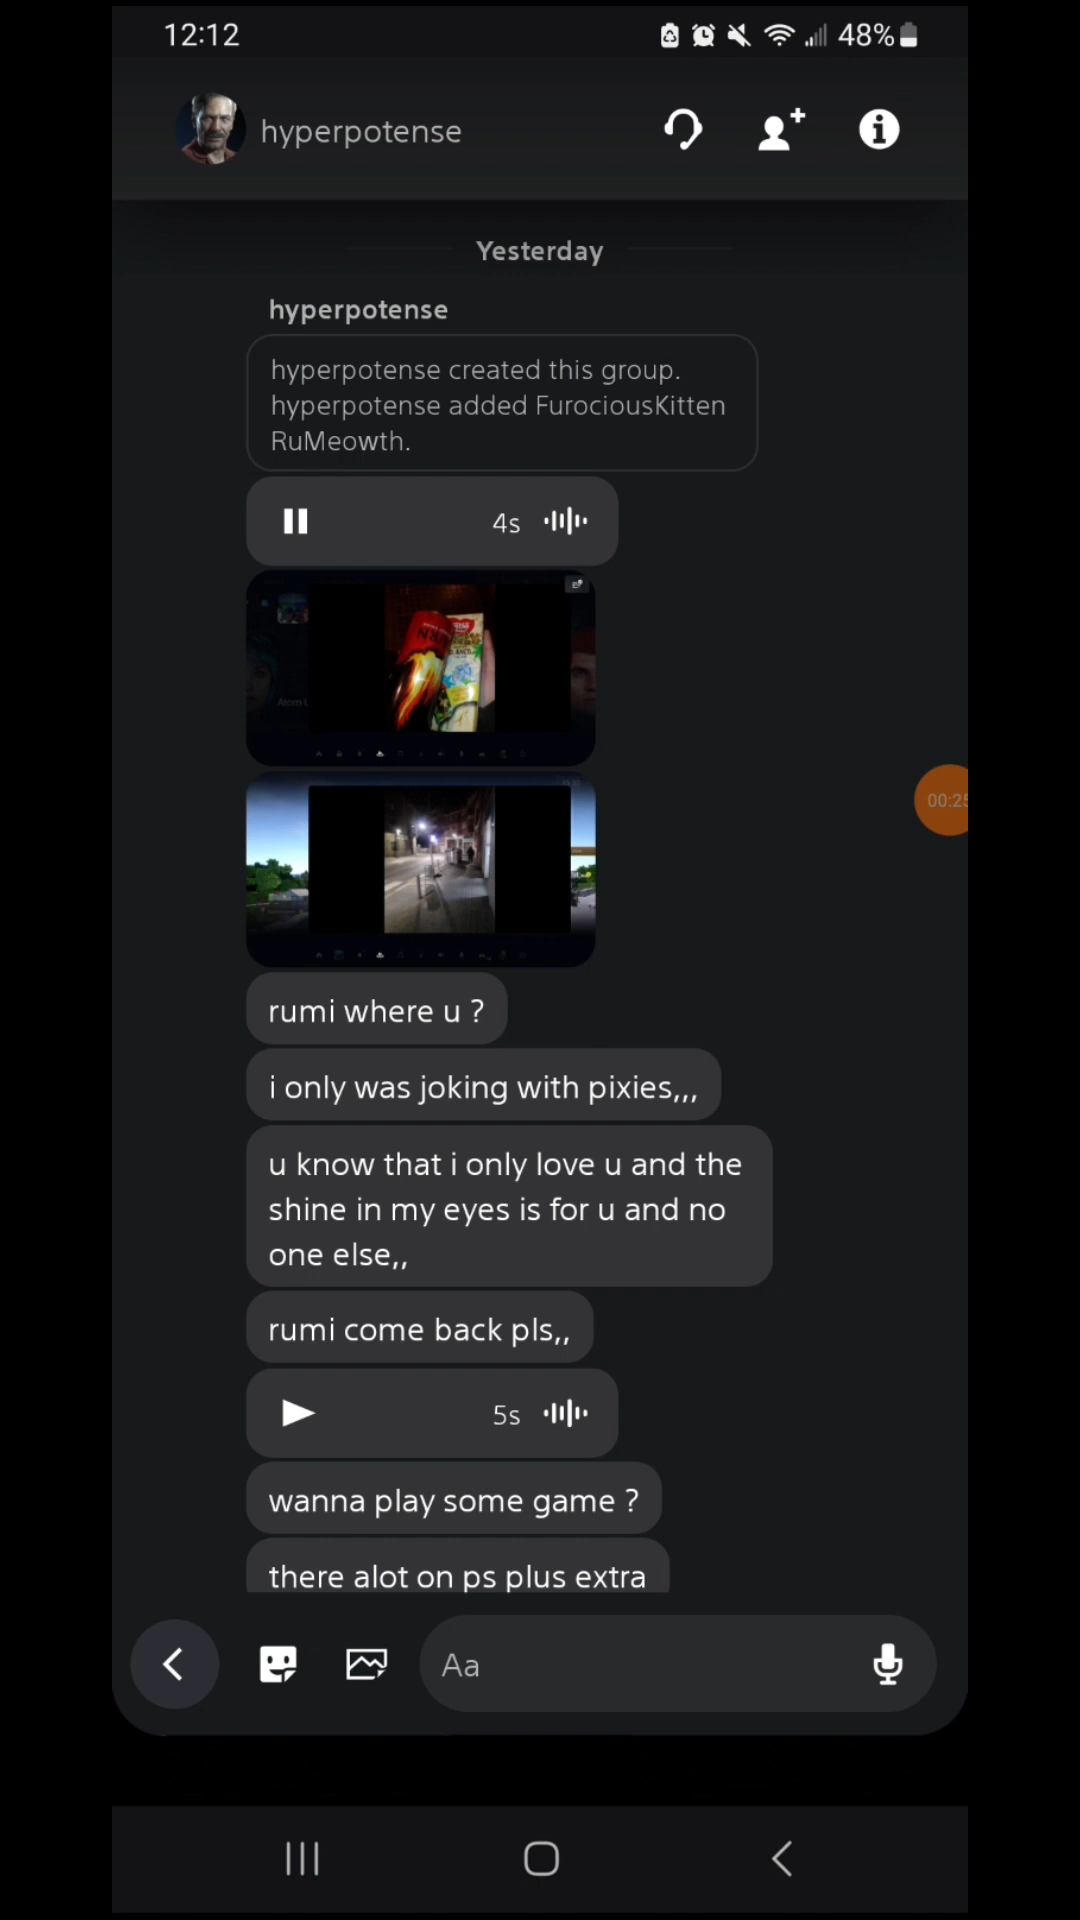 12:12
48%
hyperpotense
Yesterday
hyperpotense
hyperpotense created this group.
hyperpotense added FurociousKitten
RuMeowth.
4s
rumi where u ?
i only was joking with pixies,,,
u know that i only love u and the
shine in my eyes is for u and no
one else,,
rumi come back pls,,
5s
wanna play some game ?
there alot on ps plus extra
Aa